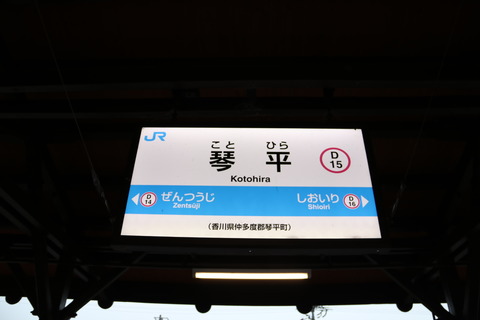 JR
こと ひら
琴 平
Kotohira
D
15
D
14
ぜんつうじ
Zentsūji
しおいり
Shioiri
D
16
(香川県仲多度郡琴平町)